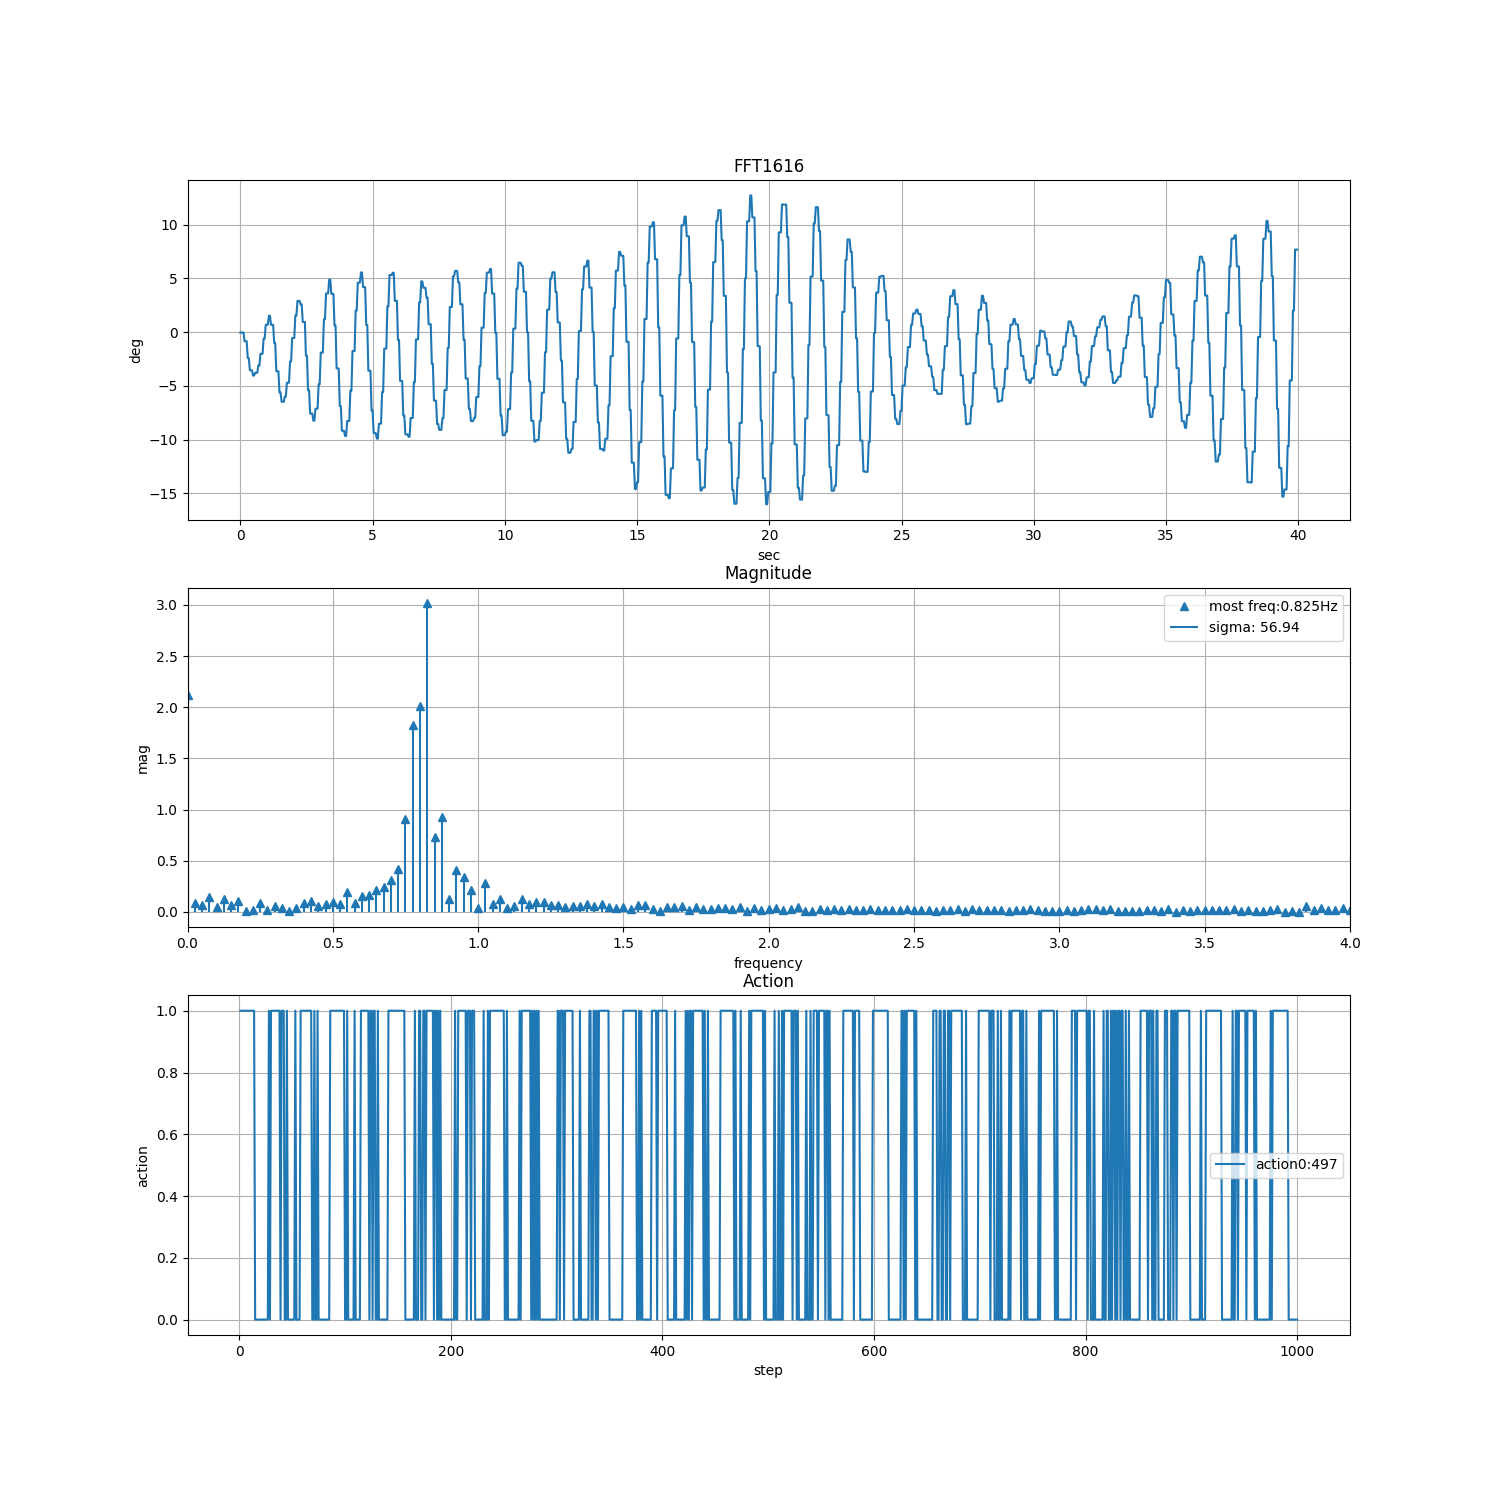 FFT1616
10
5
0
−5
−10
−15
deg
0 5 10 15 20 25 30 35 40
sec
Magnitude
3.0
2.5
2.0
1.5
1.0
0.5
0.0
mag
most freq:0.825Hz
sigma: 56.94
0.0 0.5 1.0 1.5 2.0 2.5 3.0 3.5 4.0
frequency
Action
1.0
0.8
0.6
0.4
0.2
0.0
action
action0:497
0 200 400 600 800 1000
step